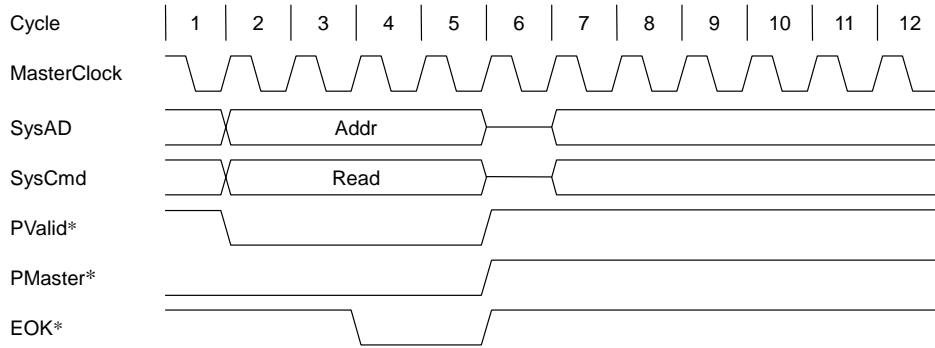 Cycle 1 2 3 4 5 6 7 8 9 10 11 12
MasterClock
SysAD Addr
SysCmd Read
PValid*
PMaster*
EOK*